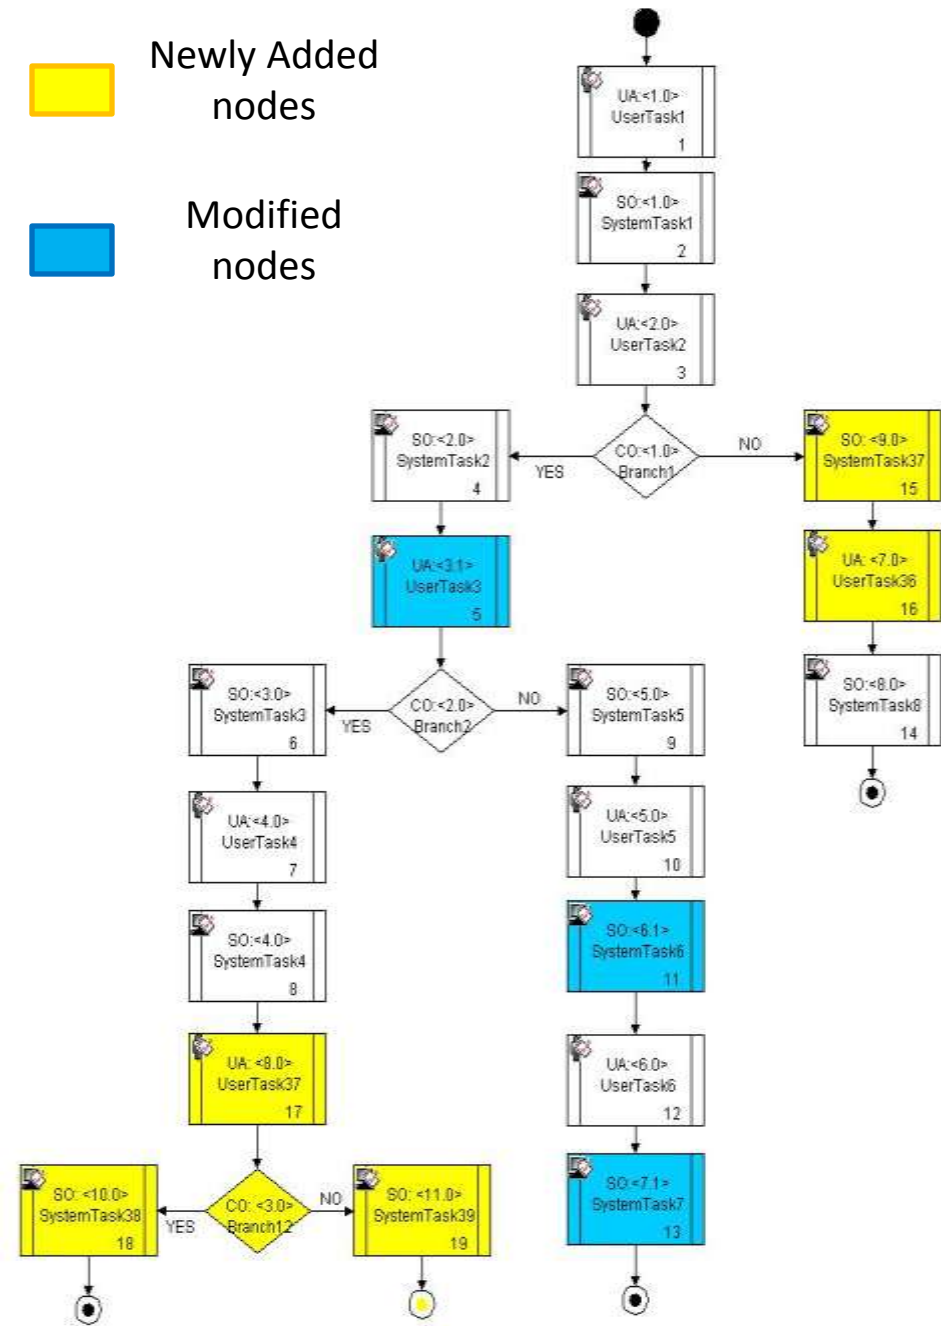 Newly Added
nodes
Modified
nodes
UA:<1.0>
UserTask1
1
SO:<1.0>
SystemTask1
2
UA:<2.0>
UserTask2
3
CO:<1.0>
Branch1
YES
NO
SO:<2.0>
SystemTask2
4
SO: <9.0>
SystemTask37
15
UA:<3.1>
UserTask3
5
UA: <7.0>
UserTask36
16
CO:<2.0>
Branch2
YES
NO
SO:<3.0>
SystemTask3
6
SO:<5.0>
SystemTask5
9
SO:<8.0>
SystemTask8
14
UA:<4.0>
UserTask4
7
UA:<5.0>
UserTask5
10
SO:<4.0>
SystemTask4
8
SO:<6.1>
SystemTask6
11
UA: <8.0>
UserTask37
17
UA:<6.0>
UserTask6
12
CO: <3.0>
Branch12
YES
NO
SO: <10.0>
SystemTask38
18
SO: <11.0>
SystemTask39
19
SO:<7.1>
SystemTask7
13